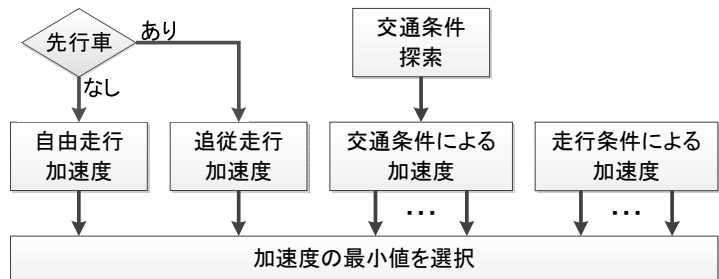 先行車
あり
なし
交通条件
探索
自由走行
加速度
追従走行
加速度
交通条件による
加速度
走行条件による
加速度
…
…
加速度の最小値を選択